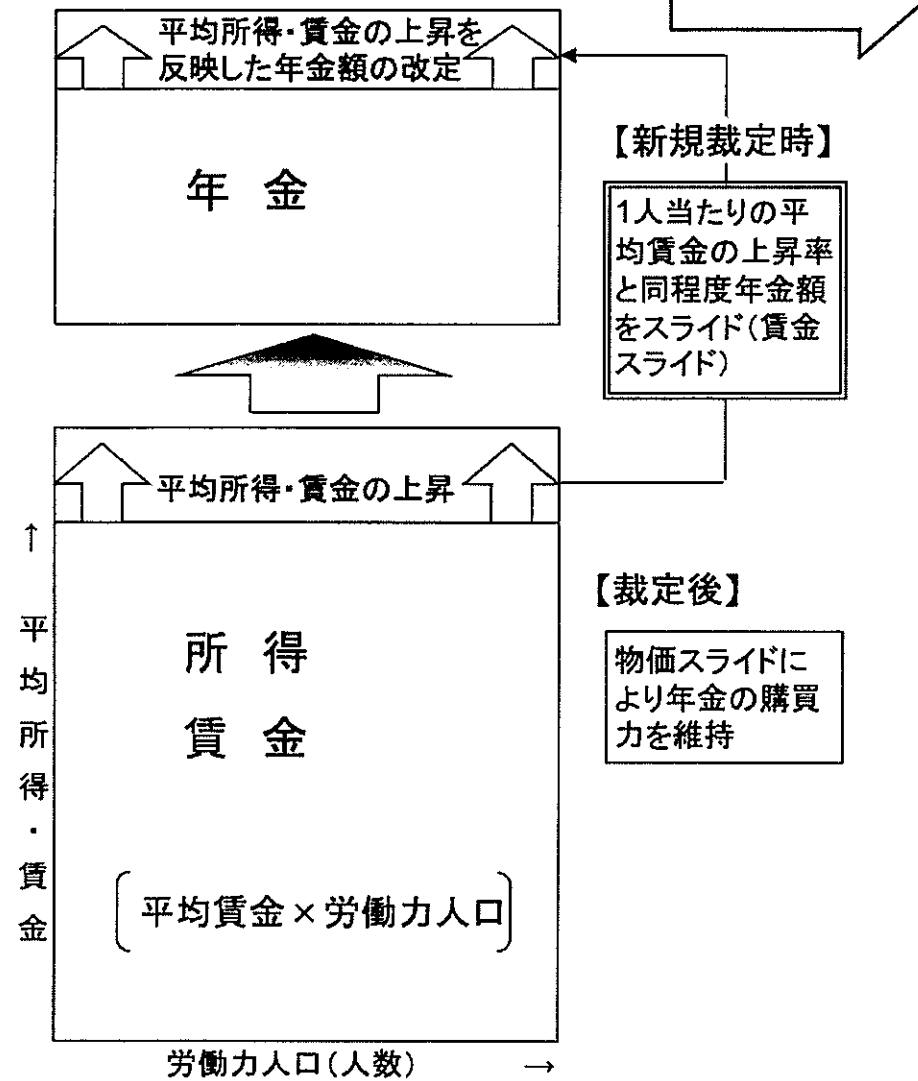 平均所得・賃金の上昇を
反映した年金額の改定
年 金
【新規裁定時】
1人当たりの平
均賃金の上昇率
と同程度年金額
をスライド(賃金
スライド)
平均所得・賃金の上昇
↑
平均所得・賃金
所 得
賃 金
平均賃金×労働力人口
【裁定後】
物価スライドに
より年金の購買
力を維持
労働力人口(人数) →